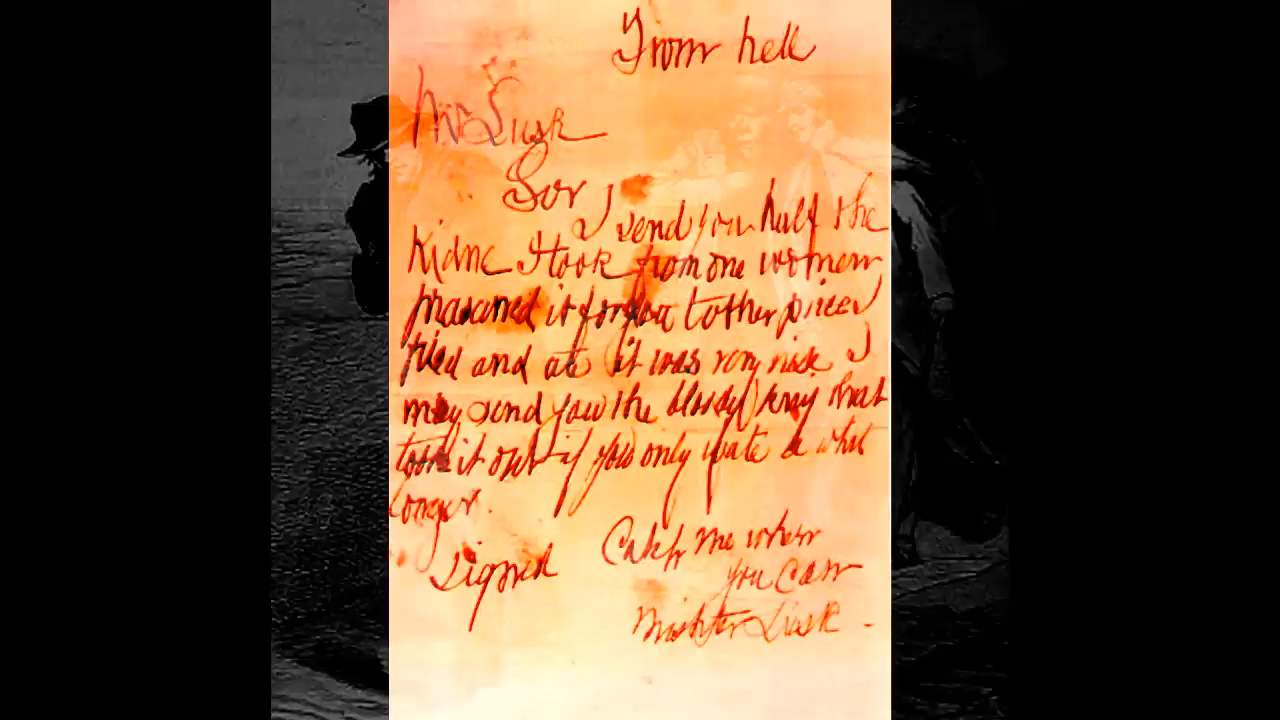 From hell
Mr Lusk
Sor
I send you half the
Kidne I took from one women
prasarved it for you tother piece I
fried and ate it was very nise I
may send you the bloody knif that
took it out if you only wate a whil
longer.
Signed Catch me when
you Can
Mishter Lusk -